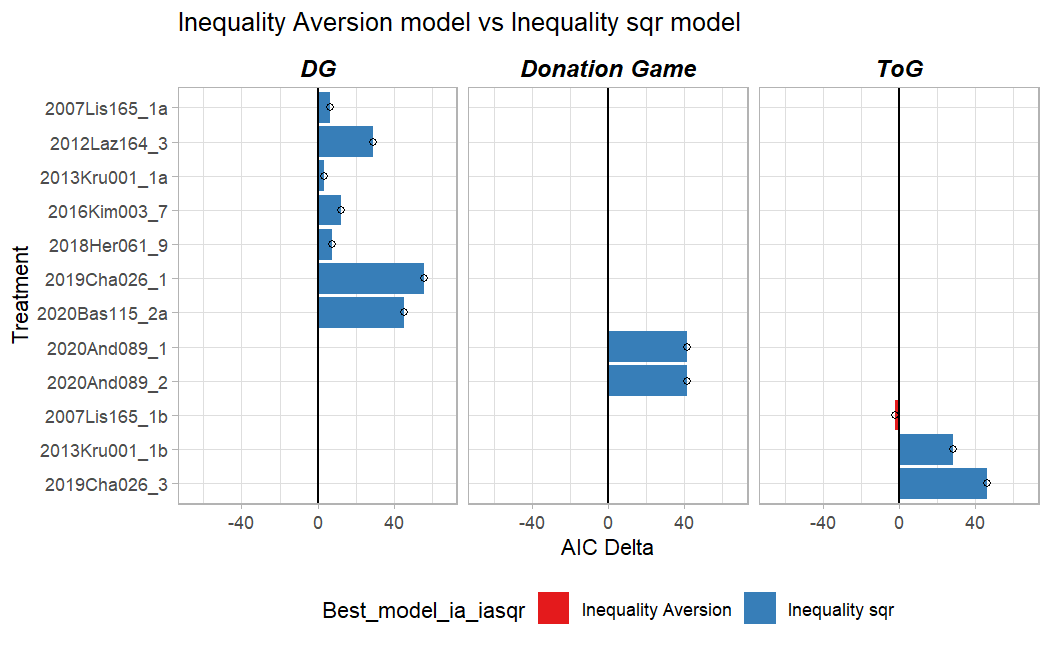 Inequality Aversion model vs Inequality sqr model
DG
Donation Game
ToG
Treatment
2007Lis165_1a
2012Laz164_3
2013Kru001_1a
2016Kim003_7
2018Her061_9
2019Cha026_1
2020Bas115_2a
2020And089_1
2020And089_2
2007Lis165_1b
2013Kru001_1b
2019Cha026_3
-40 0 40
-40 0 40
-40 0 40
AIC Delta
Best_model_ia_iasqr Inequality Aversion Inequality sqr